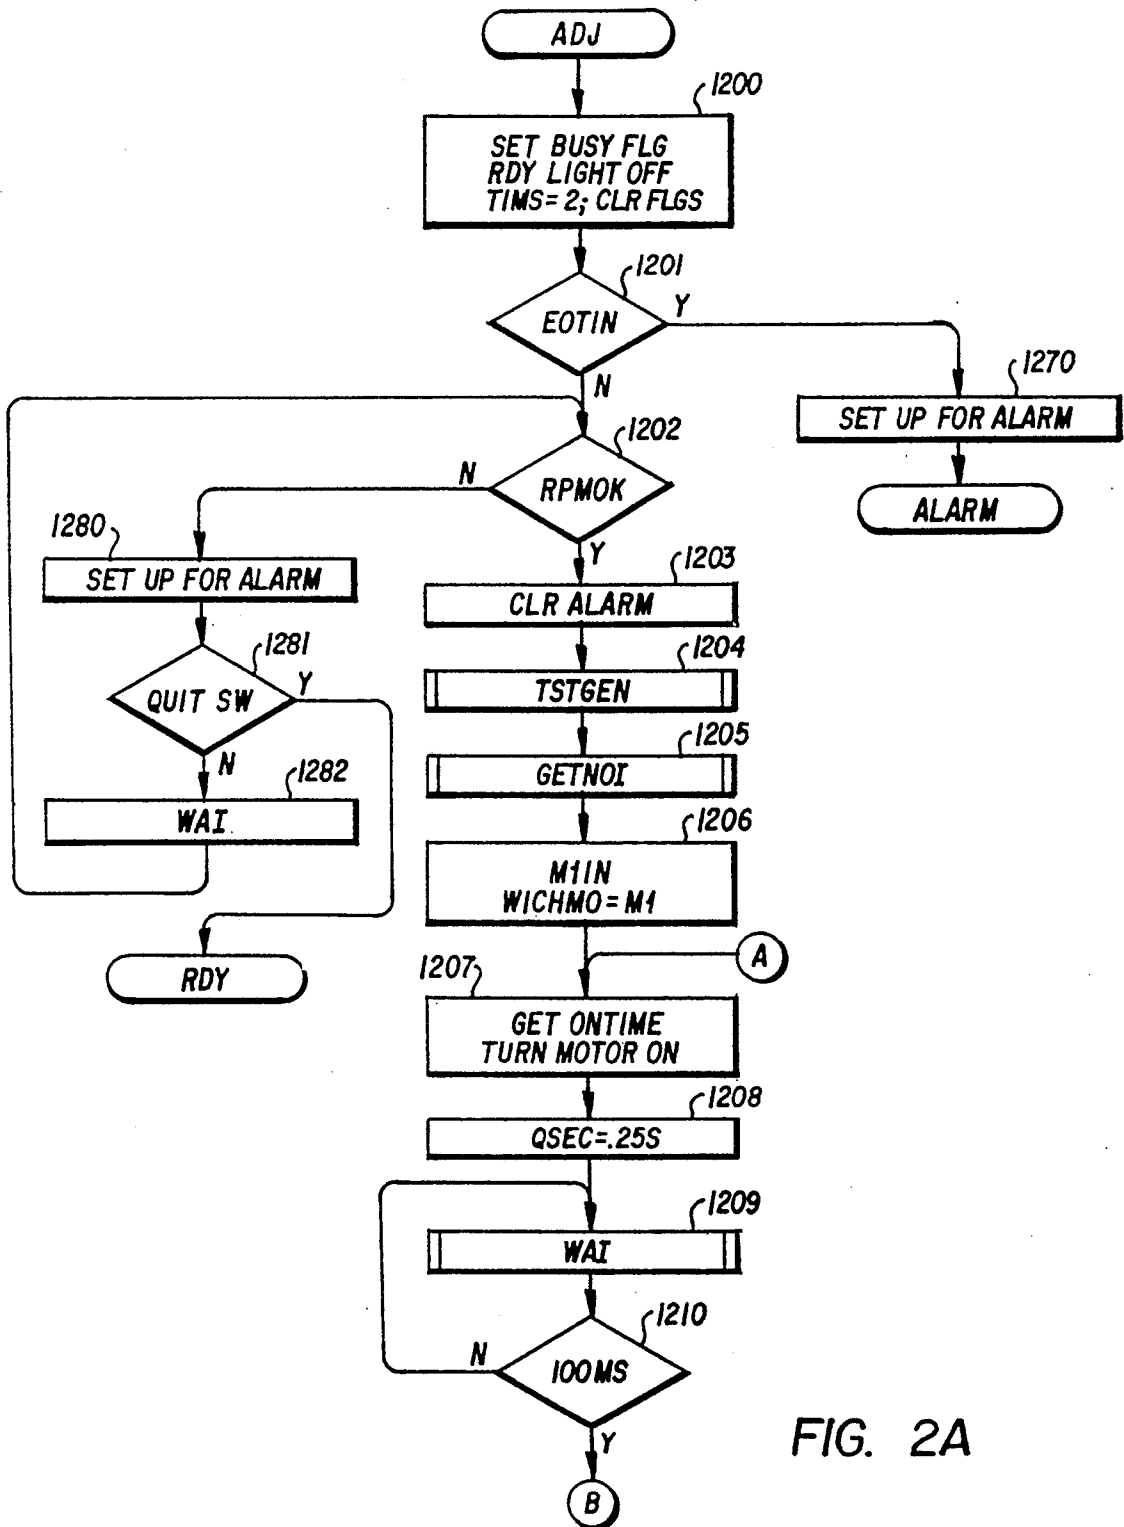 ADJ
1200
SET BUSY FLG
RDY LIGHT OFF
TIMS=2; CLR FLGS
1201
EOTIN
Y
N
1270
SET UP FOR ALARM
ALARM
1202
RPMOK
N
Y
1280
SET UP FOR ALARM
1281
QUIT SW
Y
N
1282
WAI
RDY
1203
CLR ALARM
1204
TSTGEN
1205
GETNOI
1206
M1IN
WICHMO=M1
A
1207
GET ONTIME
TURN MOTOR ON
1208
QSEC=.25S
1209
WAI
1210
100MS
N
Y
B
FIG. 2A